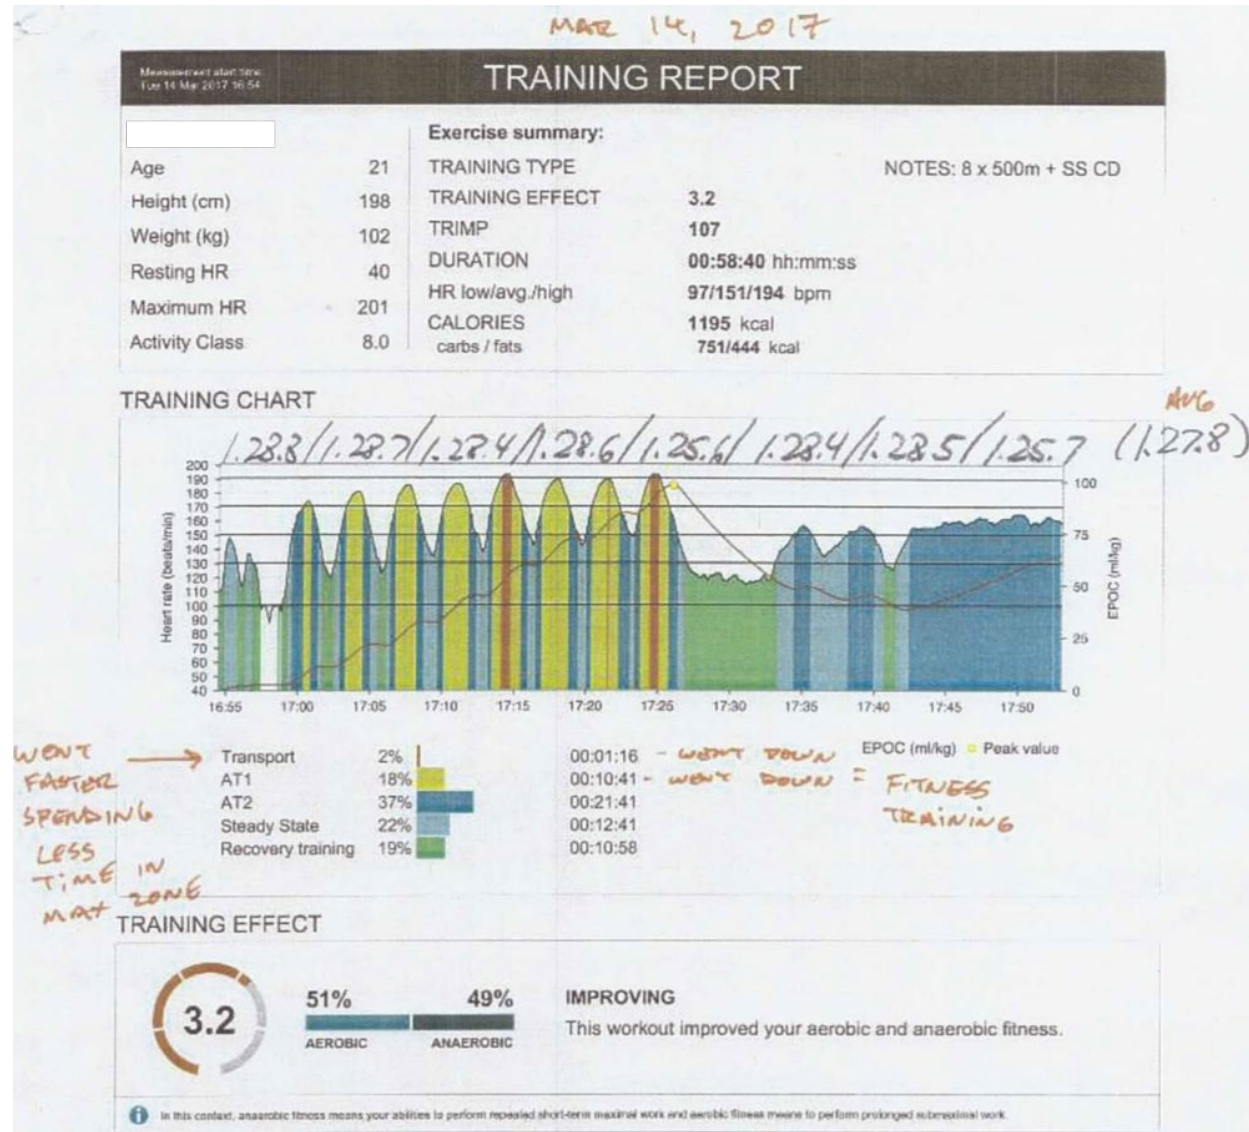 MAR 14, 2017
Measurement start time:
Tue 14 Mar 2017 16:54
TRAINING REPORT
Exercise summary:
Age 21
Height (cm) 198
Weight (kg) 102
Resting HR 40
Maximum HR 201
Activity Class 8.0
TRAINING TYPE
TRAINING EFFECT 3.2
TRIMP 107
DURATION 00:58:40 hh:mm:ss
HR low/avg./high 97/151/194 bpm
CALORIES 1195 kcal
carbs / fats 751/444 kcal
NOTES: 8 x 500m + SS CD
TRAINING CHART
AVG
1.28.8/1.28.7/1.28.4/1.28.6/1.25.6/1.28.4/1.28.5/1.25.7 (1.27.8)
Heart rate (beats/min)
200
190
180
170
160
150
140
130
120
110
100
90
80
70
60
50
40
100
75
50
25
0
EPOC (ml/kg)
16:55 17:00 17:05 17:10 17:15 17:20 17:25 17:30 17:35 17:40 17:45 17:50
EPOC (ml/kg) Peak value
Transport 2% 00:01:16 - WENT DOWN
AT1 18% 00:10:41 - WENT DOWN = FITNESS TRAINING
AT2 37% 00:21:41
Steady State 22% 00:12:41
Recovery training 19% 00:10:58
WENT →
FASTER
SPENDING
LESS
TIME IN
MAX ZONE
TRAINING EFFECT
3.2
51% 49%
AEROBIC ANAEROBIC
IMPROVING
This workout improved your aerobic and anaerobic fitness.
In this context, anaerobic fitness means your abilities to perform repeated short-term maximal work and aerobic fitness means to perform prolonged submaximal work.